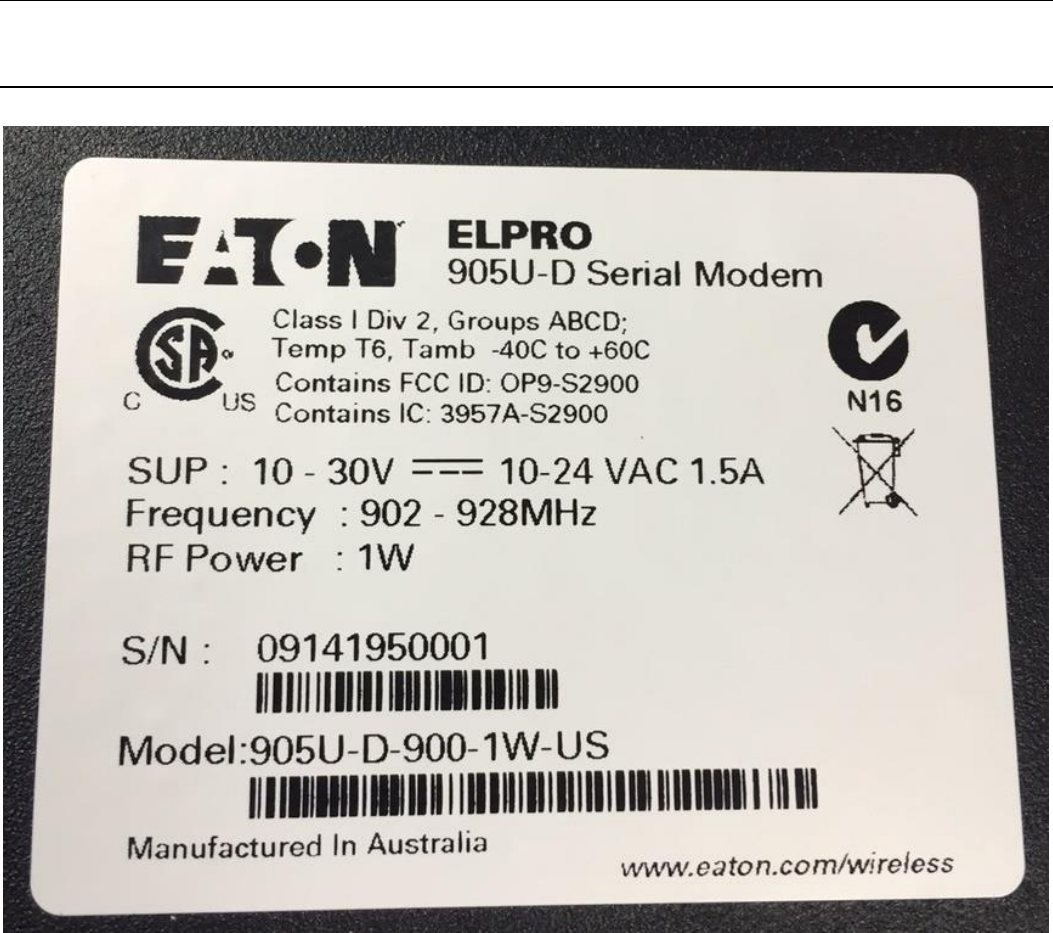 EATON
ELPRO
905U-D Serial Modem
Class I Div 2, Groups ABCD;
Temp T6, Tamb -40C to +60C
Contains FCC ID: OP9-S2900
Contains IC: 3957A-S2900
SA
C US
N16
SUP : 10 - 30V ⎓ 10-24 VAC 1.5A
Frequency : 902 - 928MHz
RF Power : 1W
S/N : 09141950001
Model:905U-D-900-1W-US
Manufactured In Australia
www.eaton.com/wireless